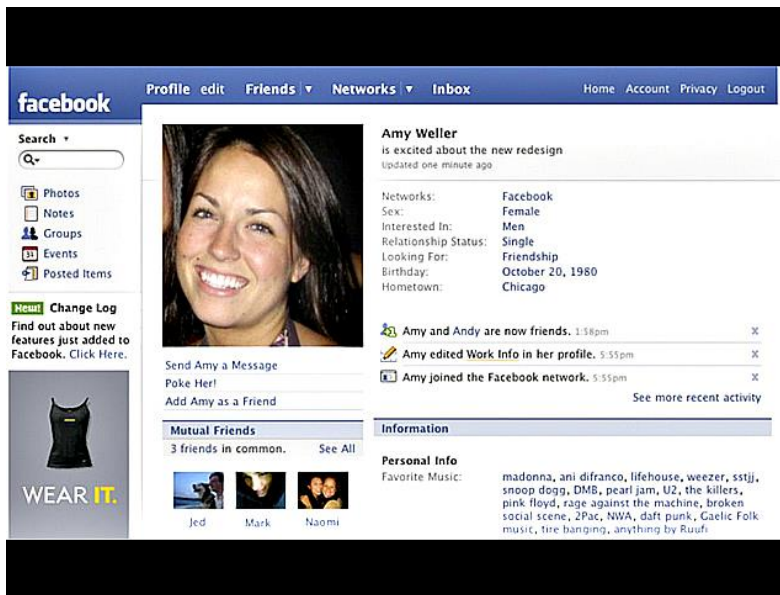 facebook
Profile edit Friends Networks Inbox
Home Account Privacy Logout
Search
Photos
Notes
Groups
31 Events
Posted Items
New! Change Log
Find out about new
features just added to
Facebook. Click Here.
WEAR IT.
Send Amy a Message
Poke Her!
Add Amy as a Friend
Mutual Friends
3 friends in common. See All
Jed Mark Naomi
Amy Weller
is excited about the new redesign
Updated one minute ago
Networks: Facebook
Sex: Female
Interested In: Men
Relationship Status: Single
Looking For: Friendship
Birthday: October 20, 1980
Hometown: Chicago
Amy and Andy are now friends. 1:58pm x
Amy edited Work Info in her profile. 5:55pm x
Amy joined the Facebook network. 5:55pm x
See more recent activity
Information
Personal Info
Favorite Music: madonna, ani difranco, lifehouse, weezer, sstjj,
snoop dogg, DMB, pearl jam, U2, the killers,
pink floyd, rage against the machine, broken
social scene, 2Pac, NWA, daft punk, Gaelic Folk
music, tire banging, anything by Ruufi